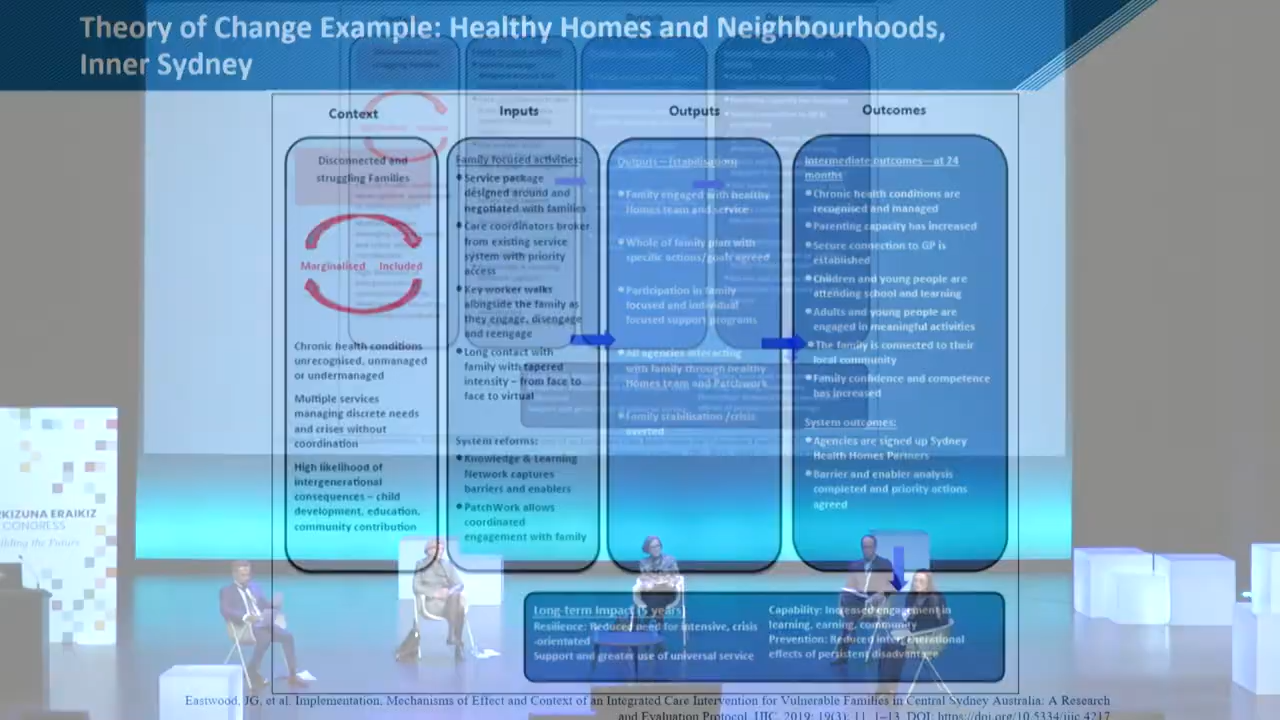 Theory of Change Example: Healthy Homes and Neighbourhoods,
Inner Sydney
Context
Disconnected and
struggling Families
Marginalised Included
Chronic health conditions
unrecognised, unmanaged
or undermanaged
Multiple services
managing discrete needs
and crises without
coordination
High likelihood of
intergenerational
consequences – child
development, education,
community contribution
Inputs
Family focused activities:
Service package
designed around and
negotiated with families
Care coordinators broker
from existing service
system with priority
access
Key worker walks
alongside the family as
they engage, disengage
and reengage
Long contact with
family with tapered
intensity – from face to
face to virtual
System reforms:
Knowledge & Learning
Network captures
barriers and enablers
PatchWork allows
coordinated
engagement with family
Outputs
Outputs – Establishing
Family engaged with healthy
Homes team and service
Whole of family plan with
specific actions/goals agreed
Participation in family
focused and individual
focused support programs
All agencies interacting
with family through healthy
Homes team and Patchwork
Family stabilisation /crisis
averted
Outcomes
Intermediate outcomes – at 24
months
Chronic health conditions are
recognised and managed
Parenting capacity has increased
Secure connection to GP is
established
Children and young people are
attending school and learning
Adults and young people are
engaged in meaningful activities
The family is connected to their
local community
Family confidence and competence
has increased
System outcomes:
Agencies are signed up Sydney
Health Homes Partners
Barrier and enabler analysis
completed and priority actions
agreed
Long-term Impact (5 years)
Resilience: Reduced need for intensive, crisis
-orientated
Support and greater use of universal service
Capability: Increased engagement in
learning, earning, community
Prevention: Reduced intergenerational
effects of persistent disadvantage
RKIZUNA ERAIKIZ
CONGRESS
ilding the Future
Eastwood, JG, et al. Implementation, Mechanisms of Effect and Context of an Integrated Care Intervention for Vulnerable Families in Central Sydney Australia: A Research
and Evaluation Protocol. IJIC, 2019; 19(3): 11, 1–13. DOI: https://doi.org/10.5334/ijic.4217